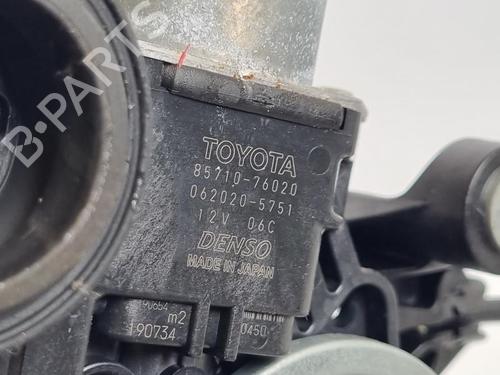 B-PARTS
TOYOTA
85710-76020
062020-5751
12V 06C
DENSO
MADE IN JAPAN
m2
190734
0450